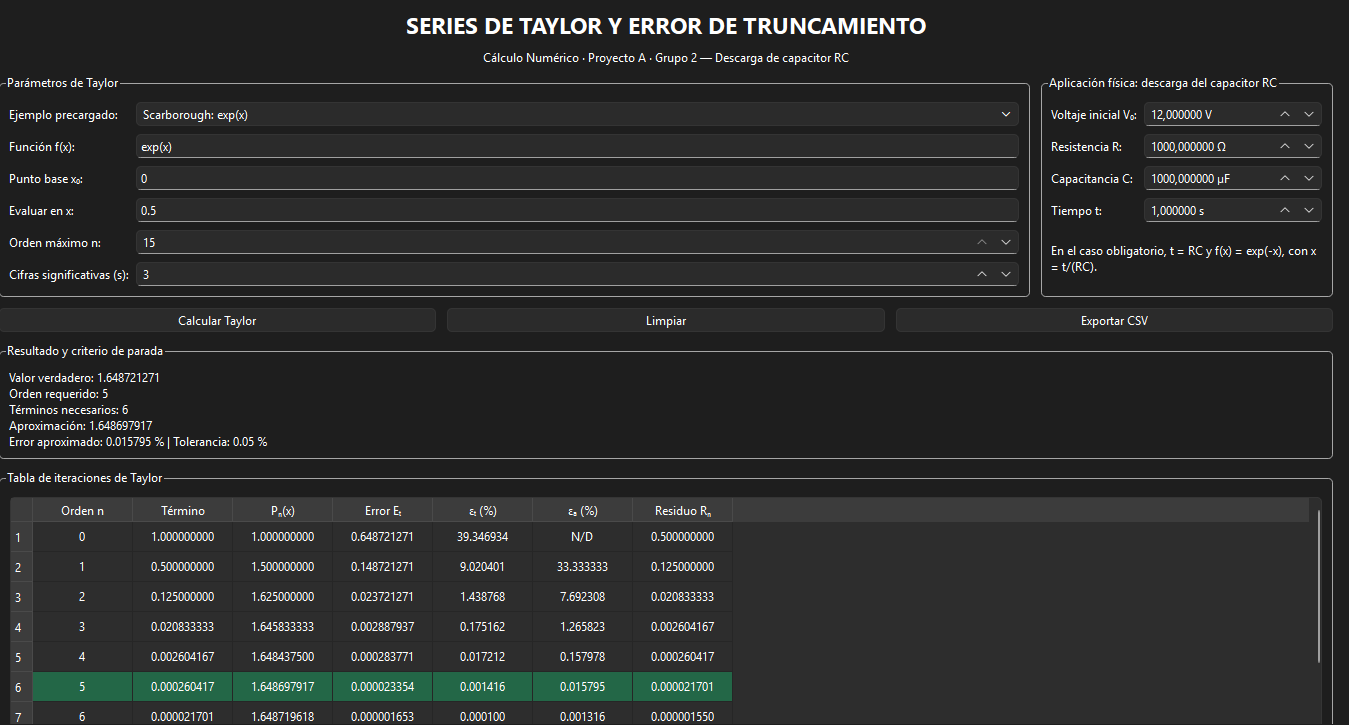 SERIES DE TAYLOR Y ERROR DE TRUNCAMIENTO
Cálculo Numérico · Proyecto A · Grupo 2 — Descarga de capacitor RC
Parámetros de Taylor
Ejemplo precargado: Scarborough: exp(x)
Función f(x): exp(x)
Punto base x₀: 0
Evaluar en x: 0.5
Orden máximo n: 15
Cifras significativas (s): 3
Aplicación física: descarga del capacitor RC
Voltaje inicial V₀: 12,000000 V
Resistencia R: 1000,000000 Ω
Capacitancia C: 1000,000000 µF
Tiempo t: 1,000000 s
En el caso obligatorio, t = RC y f(x) = exp(-x), con x
= t/(RC).
Calcular Taylor Limpiar Exportar CSV
Resultado y criterio de parada
Valor verdadero: 1.648721271
Orden requerido: 5
Términos necesarios: 6
Aproximación: 1.648697917
Error aproximado: 0.015795 % | Tolerancia: 0.05 %
Tabla de iteraciones de Taylor
Orden n Término Pₙ(x) Error Eₜ εₜ (%) εₐ (%) Residuo Rₙ
1 0 1.000000000 1.000000000 0.648721271 39.346934 N/D 0.500000000
2 1 0.500000000 1.500000000 0.148721271 9.020401 33.333333 0.125000000
3 2 0.125000000 1.625000000 0.023721271 1.438768 7.692308 0.020833333
4 3 0.020833333 1.645833333 0.002887937 0.175162 1.265823 0.002604167
5 4 0.002604167 1.648437500 0.000283771 0.017212 0.157978 0.000260417
6 5 0.000260417 1.648697917 0.000023354 0.001416 0.015795 0.000021701
7 6 0.000021701 1.648719618 0.000001653 0.000100 0.001316 0.000001550